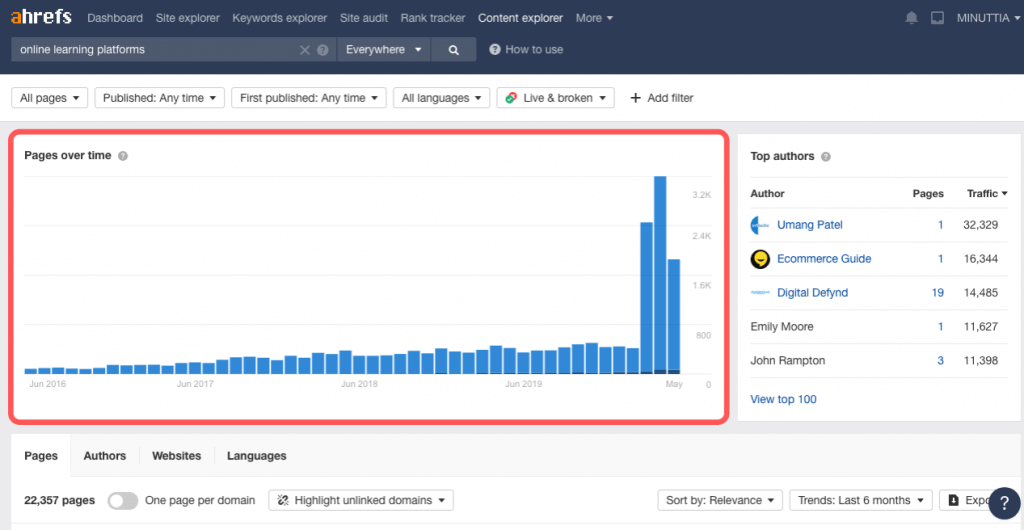 ahrefs Dashboard Site explorer Keywords explorer Site audit Rank tracker Content explorer More MINUTTIA
online learning platforms Everywhere How to use
All pages Published: Any time First published: Any time All languages Live & broken + Add filter
Pages over time
3.2K
2.4K
1.6K
800
0
Jun 2016 Jun 2017 Jun 2018 Jun 2019 May
Top authors
Author Pages Traffic
Umang Patel 1 32,329
Ecommerce Guide 1 16,344
Digital Defynd 19 14,485
Emily Moore 1 11,627
John Rampton 3 11,398
View top 100
Pages Authors Websites Languages
22,357 pages One page per domain Highlight unlinked domains Sort by: Relevance Trends: Last 6 months Expo
?